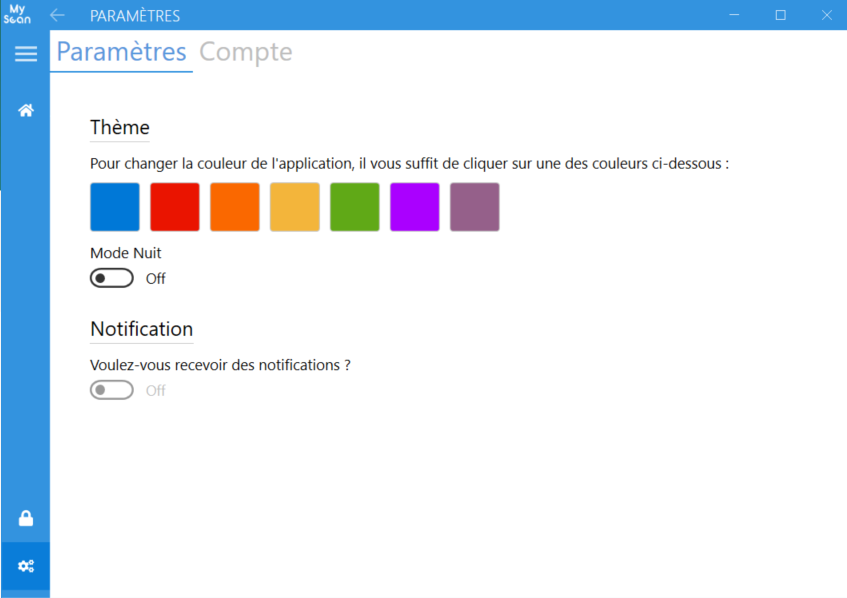 My
Scan
PARAMÈTRES
Paramètres Compte
Thème
Pour changer la couleur de l'application, il vous suffit de cliquer sur une des couleurs ci-dessous :
Mode Nuit
Off
Notification
Voulez-vous recevoir des notifications ?
Off